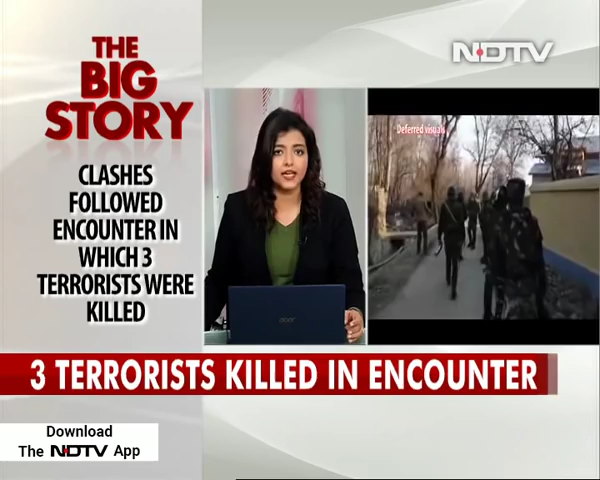 THE
BIG
STORY
NDTV
Deferred visuals
CLASHES
FOLLOWED
ENCOUNTER IN
WHICH 3
TERRORISTS WERE
KILLED
acer
3 TERRORISTS KILLED IN ENCOUNTER
Download
The NDTV App